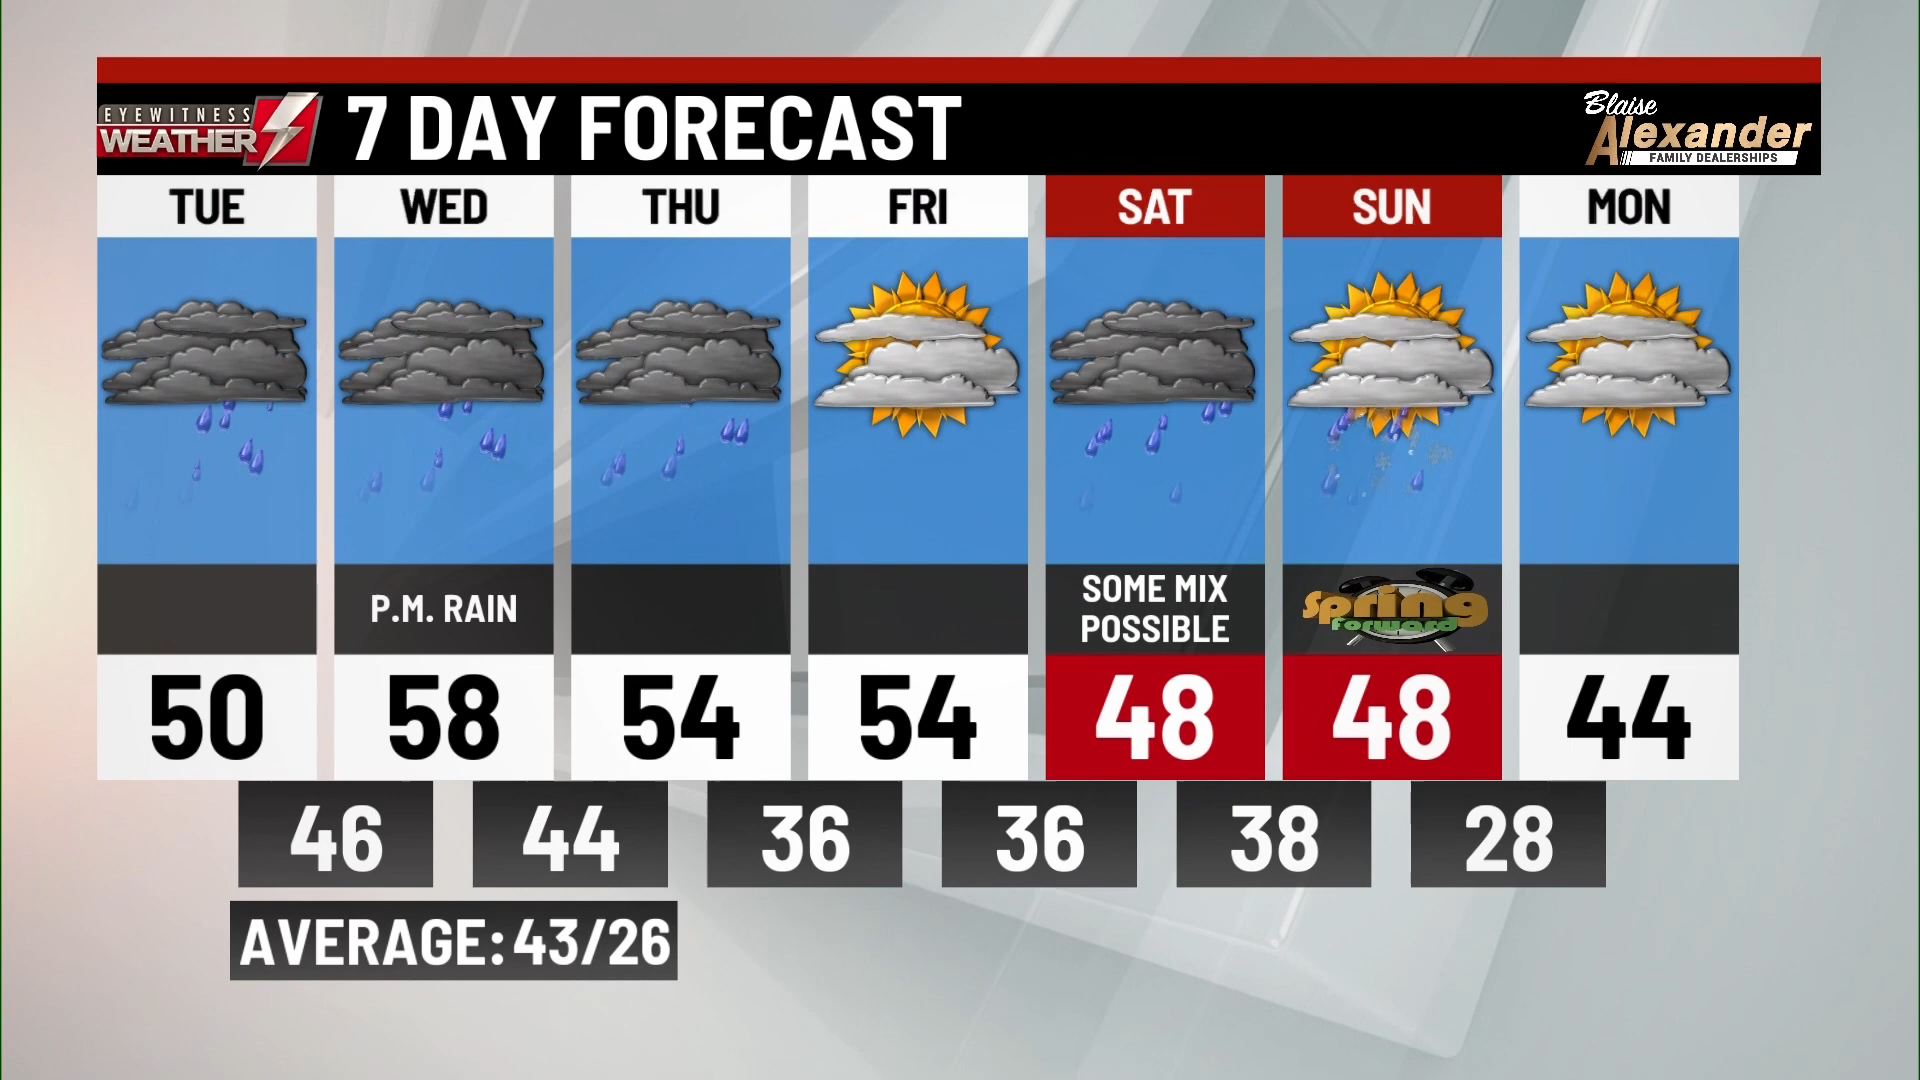 EYEWITNESS
WEATHER
7 DAY FORECAST
Blaise
Alexander
FAMILY DEALERSHIPS
TUE
WED
THU
FRI
SAT
SUN
MON
P.M. RAIN
SOME MIX
POSSIBLE
Spring
Forward
50
58
54
54
48
48
44
46
44
36
36
38
28
AVERAGE: 43/26